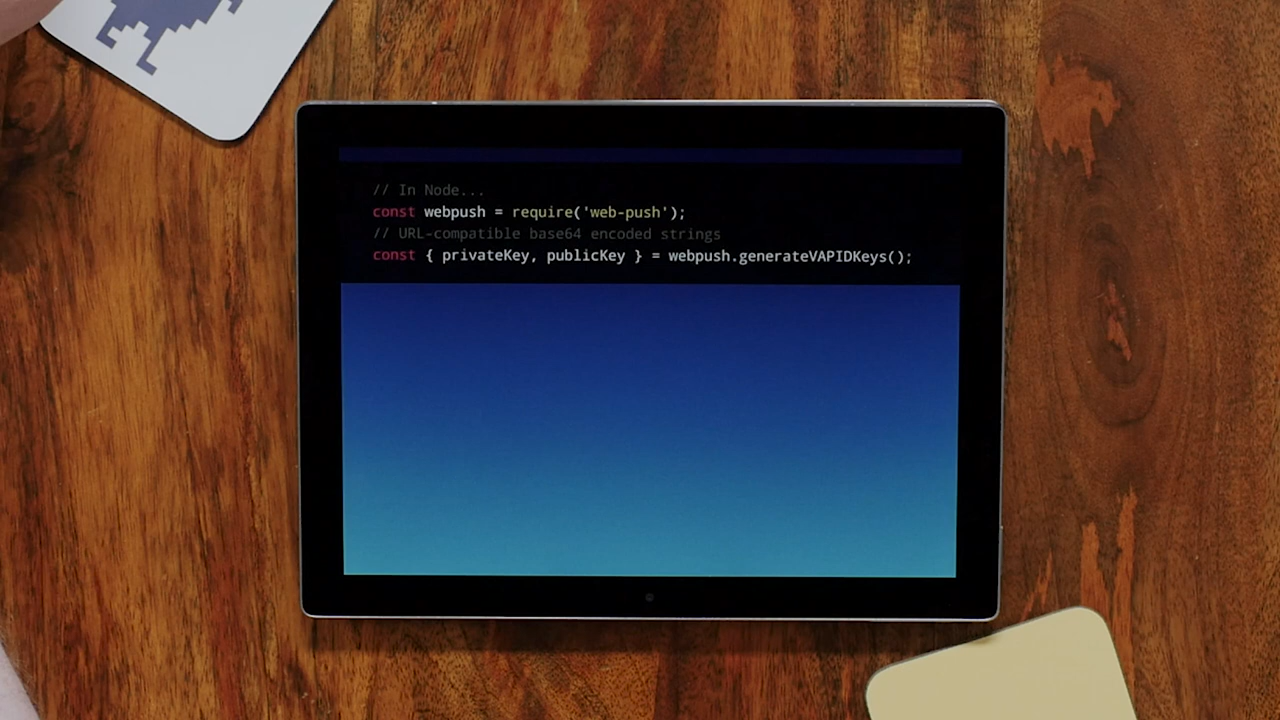 // In Node...
const webpush = require('web-push');
// URL-compatible base64 encoded strings
const { privateKey, publicKey } = webpush.generateVAPIDKeys();